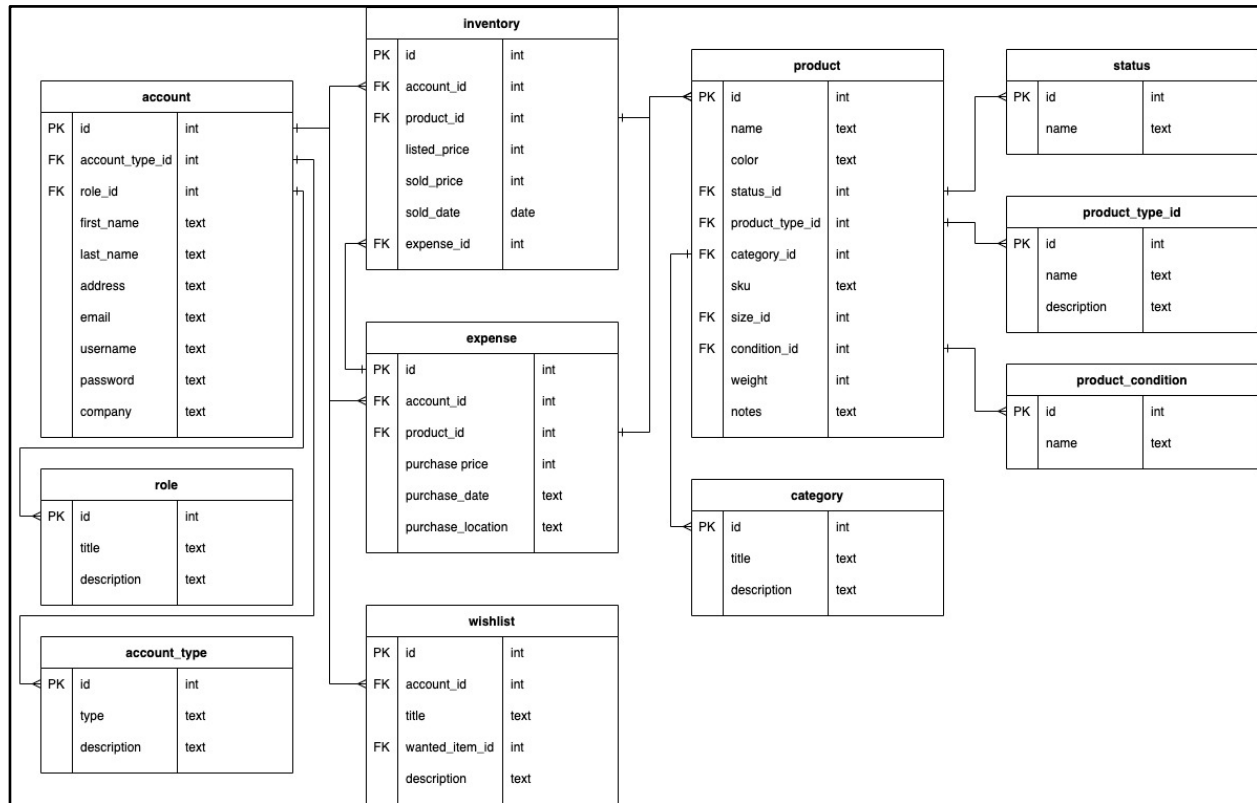 account
PK id int
FK account_type_id int
FK role_id int
first_name text
last_name text
address text
email text
username text
password text
company text
role
PK id int
title text
description text
account_type
PK id int
type text
description text
inventory
PK id int
FK account_id int
FK product_id int
listed_price int
sold_price int
sold_date date
FK expense_id int
expense
PK id int
FK account_id int
FK product_id int
purchase price int
purchase_date text
purchase_location text
wishlist
PK id int
FK account_id int
title text
FK wanted_item_id int
description text
product
PK id int
name text
color text
FK status_id int
FK product_type_id int
FK category_id int
sku text
FK size_id int
FK condition_id int
weight int
notes text
category
PK id int
title text
description text
status
PK id int
name text
product_type_id
PK id int
name text
description text
product_condition
PK id int
name text